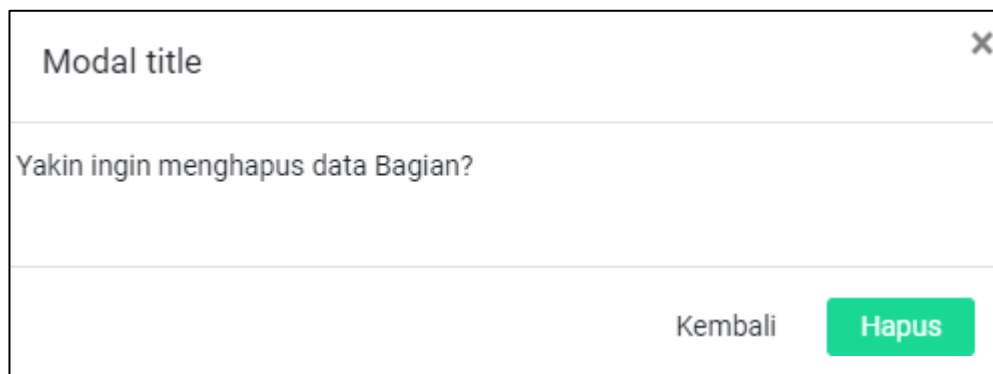 Modal title
×
Yakin ingin menghapus data Bagian?
Kembali
Hapus